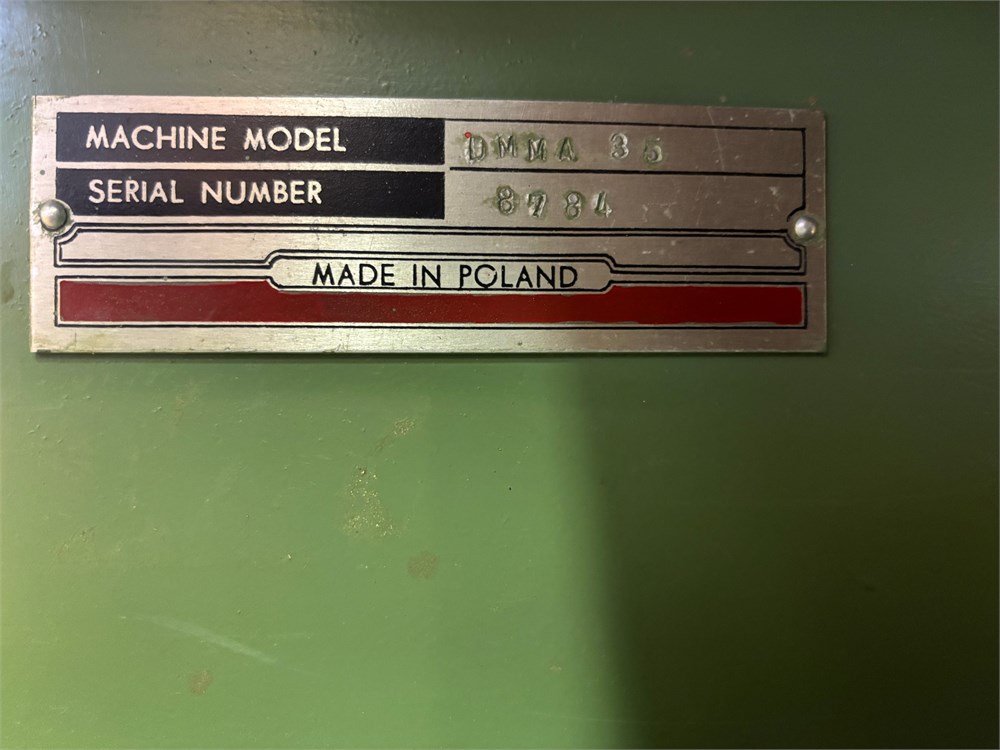 MACHINE MODEL DMMA 35
SERIAL NUMBER 8784
MADE IN POLAND